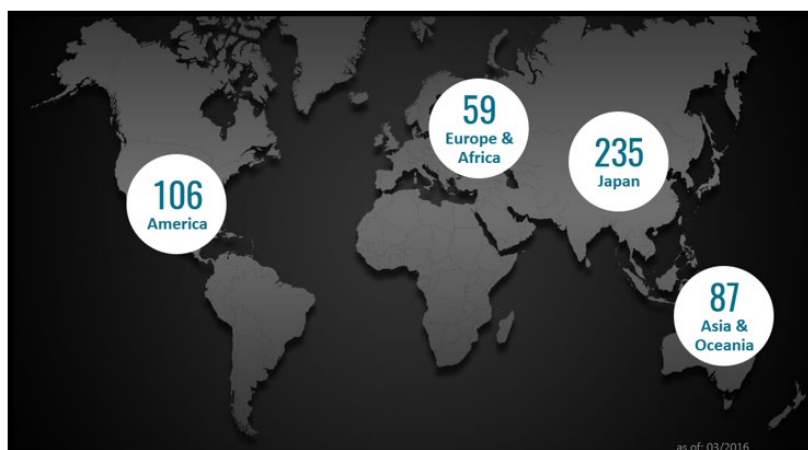 59
Europe &
Africa
235
Japan
106
America
87
Asia &
Oceania
as of: 03/2016